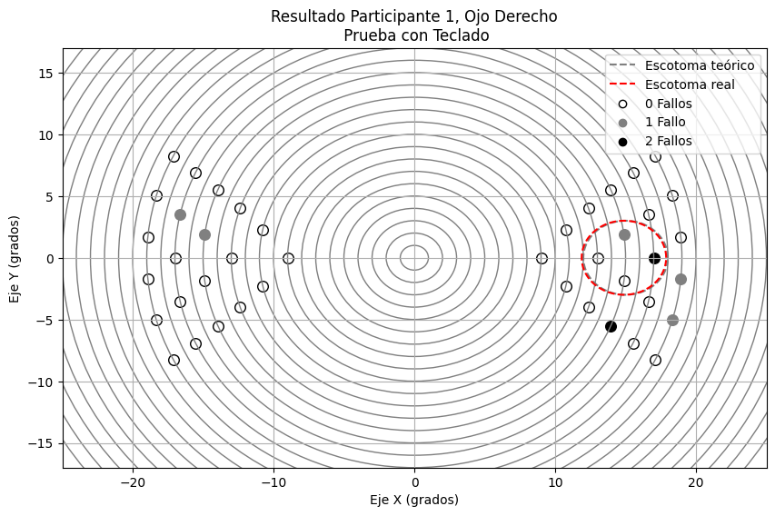 Resultado Participante 1, Ojo Derecho
Prueba con Teclado
Escotoma teórico
Escotoma real
0 Fallos
1 Fallo
2 Fallos
Eje Y (grados)
15
10
5
0
−5
−10
−15
−20
−10
0
10
20
Eje X (grados)